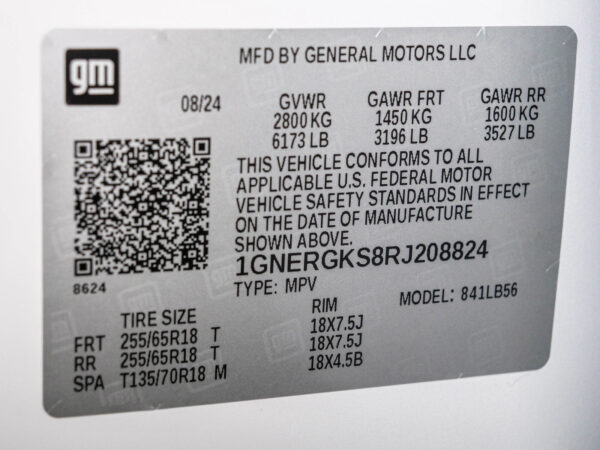 gm
MFD BY GENERAL MOTORS LLC
08/24 GVWR GAWR FRT GAWR RR
2800 KG 1450 KG 1600 KG
6173 LB 3196 LB 3527 LB
THIS VEHICLE CONFORMS TO ALL
APPLICABLE U.S. FEDERAL MOTOR
VEHICLE SAFETY STANDARDS IN EFFECT
ON THE DATE OF MANUFACTURE
SHOWN ABOVE.
1GNERGKS8RJ208824
8624
TYPE: MPV MODEL: 841LB56
TIRE SIZE RIM
FRT 255/65R18 T 18X7.5J
RR 255/65R18 T 18X7.5J
SPA T135/70R18 M 18X4.5B